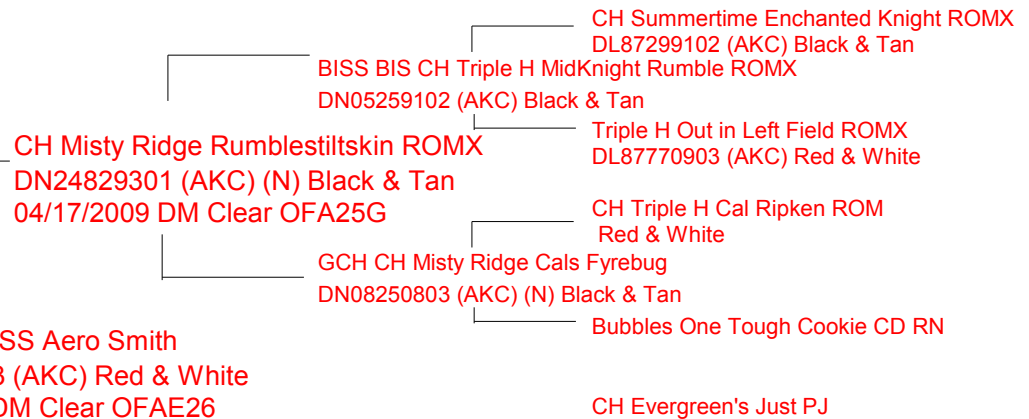 CH Summertime Enchanted Knight ROMX
DL87299102 (AKC) Black & Tan
BISS BIS CH Triple H MidKnight Rumble ROMX
DN05259102 (AKC) Black & Tan
Triple H Out in Left Field ROMX
DL87770903 (AKC) Red & White
CH Misty Ridge Rumblestiltskin ROMX
DN24829301 (AKC) (N) Black & Tan
04/17/2009 DM Clear OFA25G
CH Triple H Cal Ripken ROM
Red & White
GCH CH Misty Ridge Cals Fyrebug
DN08250803 (AKC) (N) Black & Tan
Bubbles One Tough Cookie CD RN
SS Aero Smith
(AKC) Red & White
DM Clear OFAE26
CH Evergreen's Just PJ